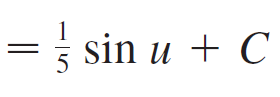 = 1/5 sin u + C